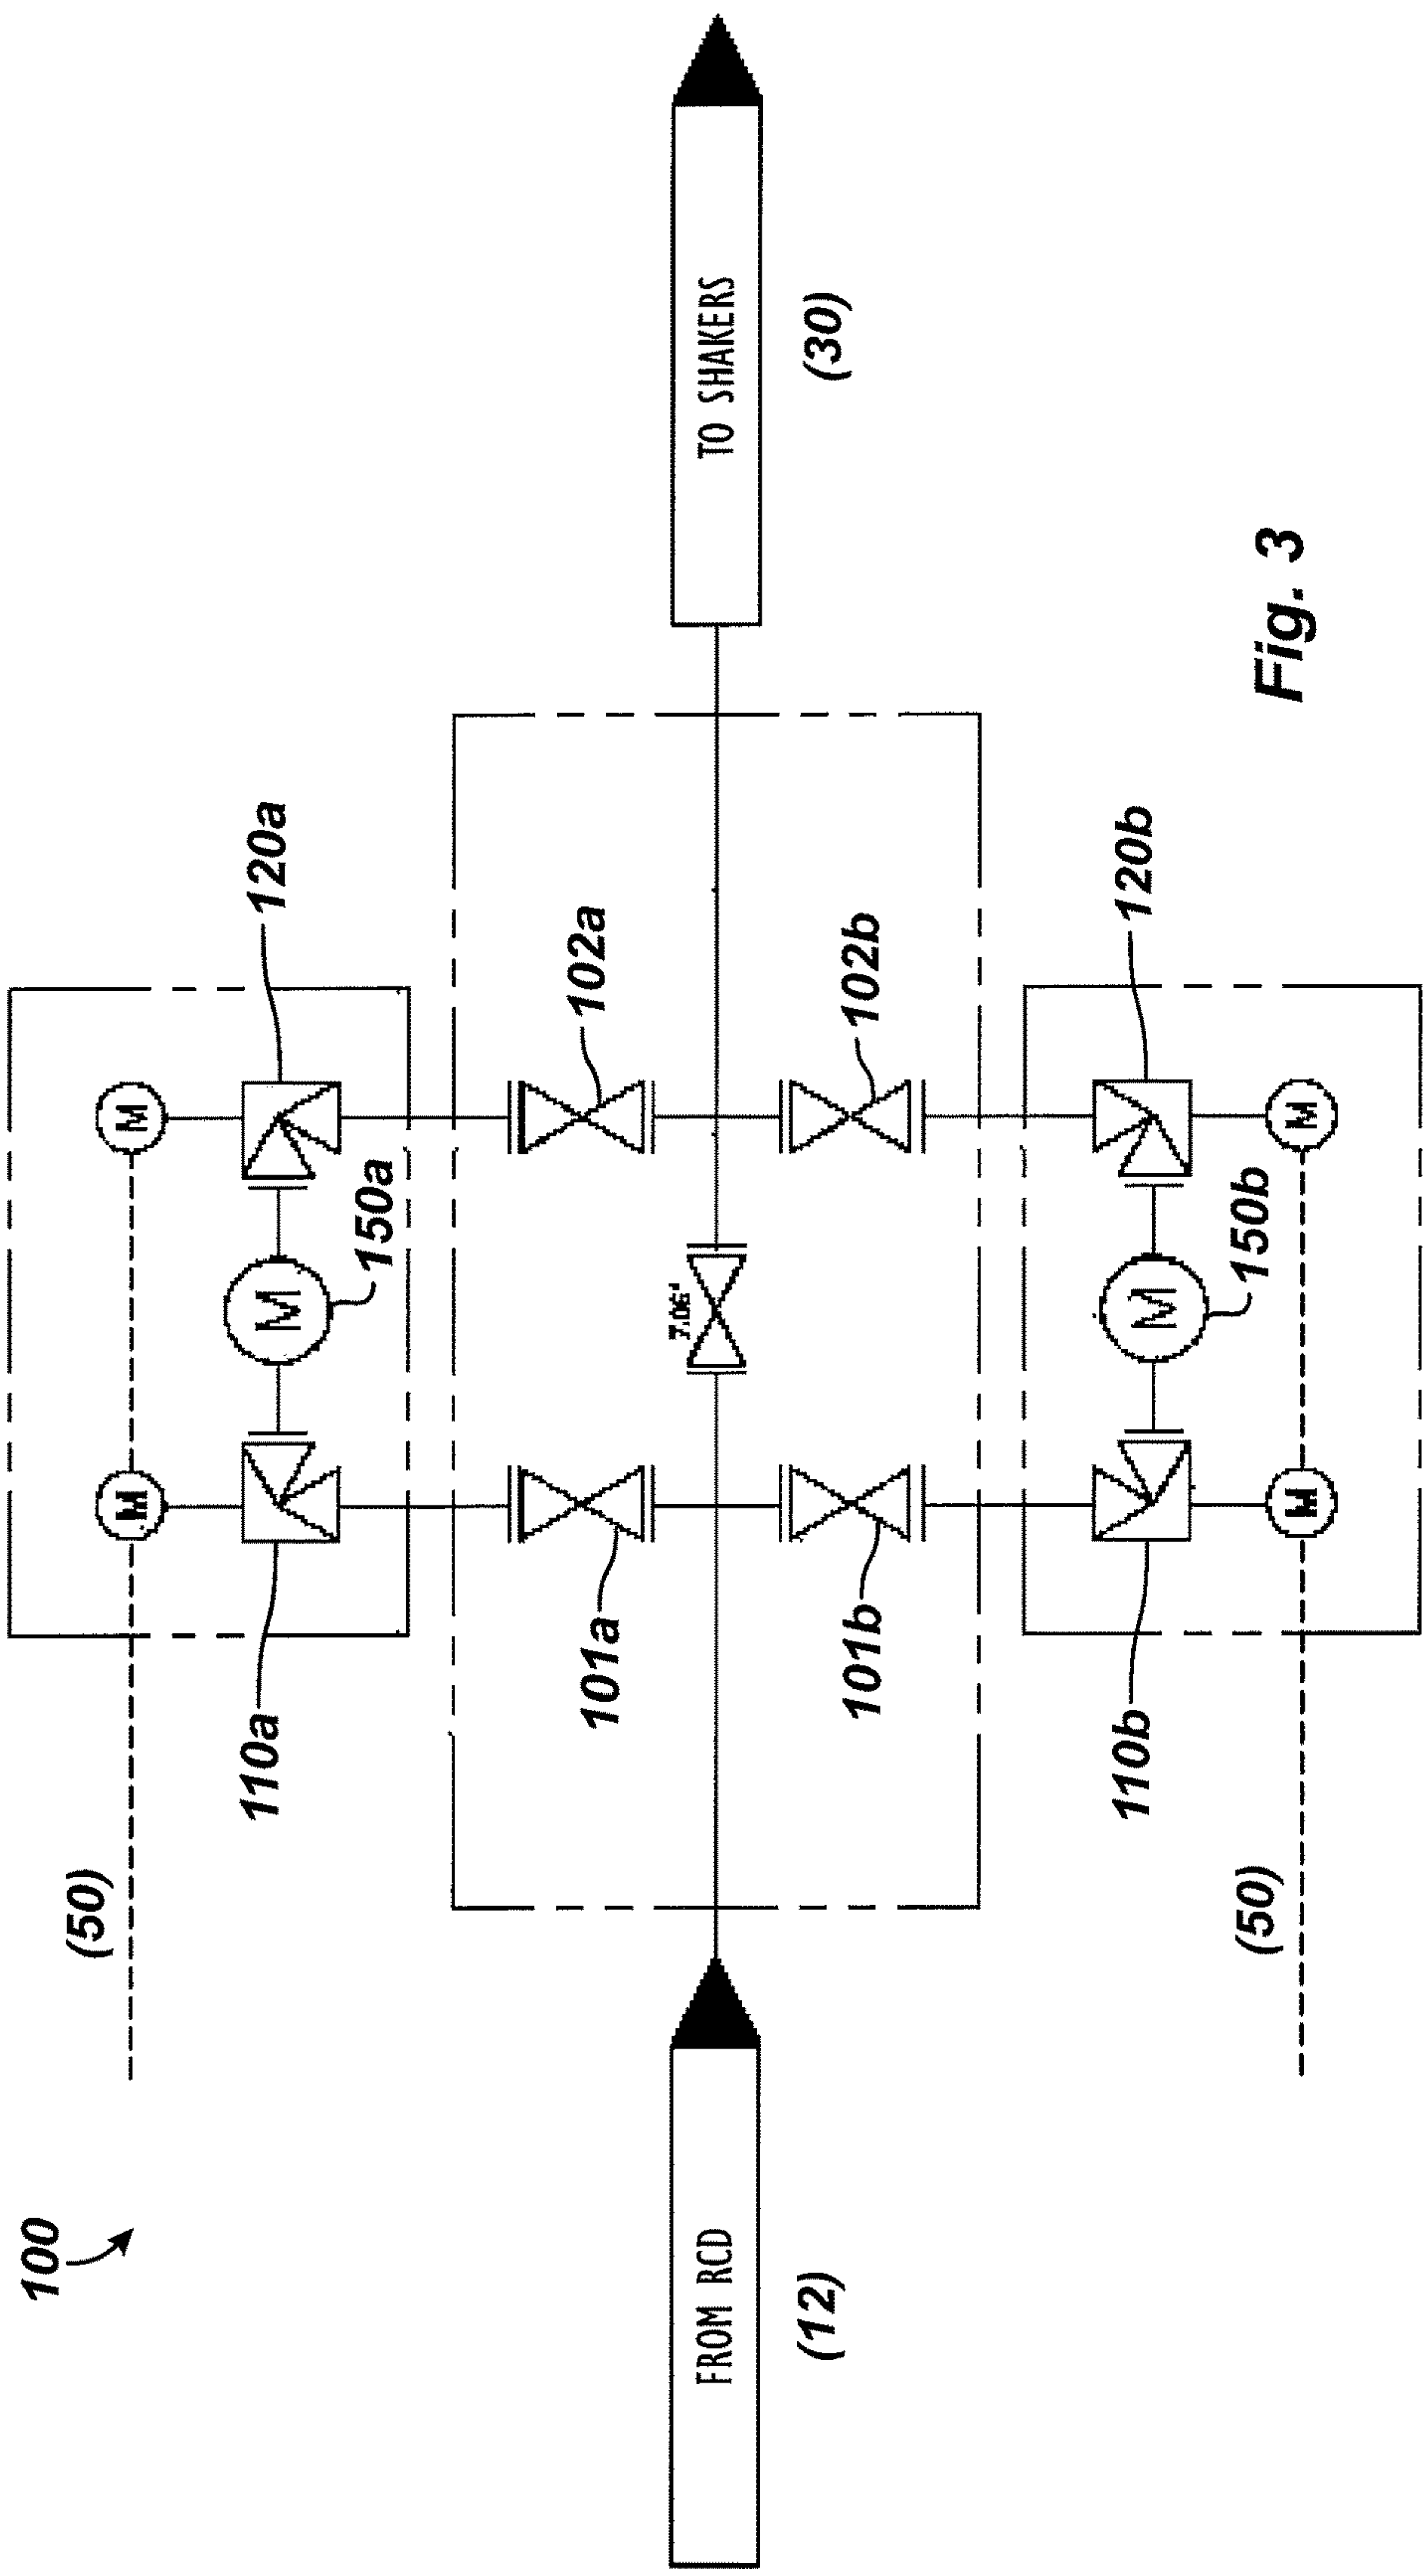 100
(50)
110a
120a
M
M
M
150a
101a
102a
FROM RCD
(12)
7.06"
TO SHAKERS
(30)
101b
102b
110b
120b
M
150b
(50)
M
M
Fig. 3